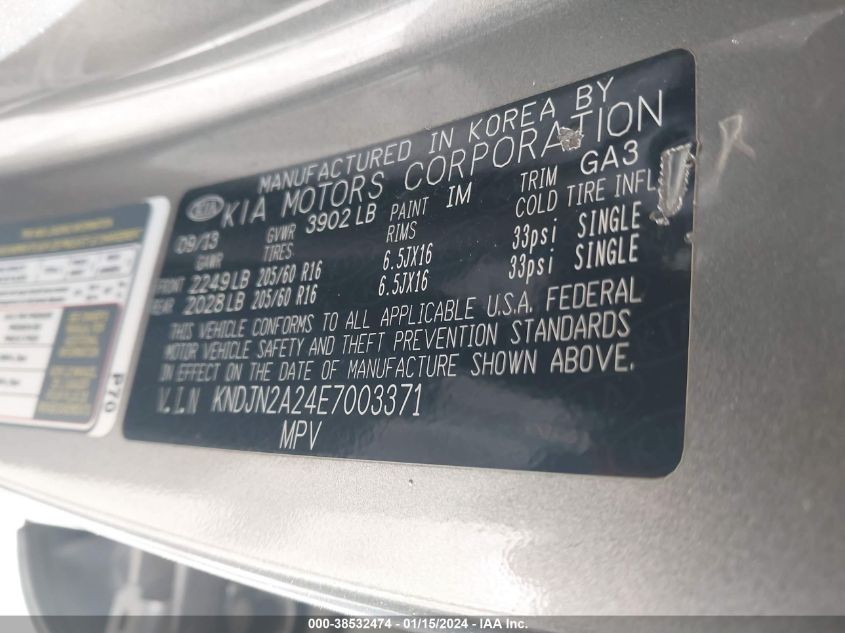 MANUFACTURED IN KOREA BY
KIA KIA MOTORS CORPORATION
09/13 GVWR 3902 LB PAINT 1M TRIM GA3
GAWR TIRES RIMS COLD TIRE INFL.
FRONT 2249 LB 205/60 R16 6.5JX16 33psi SINGLE
REAR 2028 LB 205/60 R16 6.5JX16 33psi SINGLE
THIS VEHICLE CONFORMS TO ALL APPLICABLE U.S.A. FEDERAL
MOTOR VEHICLE SAFETY AND THEFT PREVENTION STANDARDS
IN EFFECT ON THE DATE OF MANUFACTURE SHOWN ABOVE.
V.I.N KNDJN2A24E7003371
MPV
P70
000-38532474 - 01/15/2024 - IAA Inc.